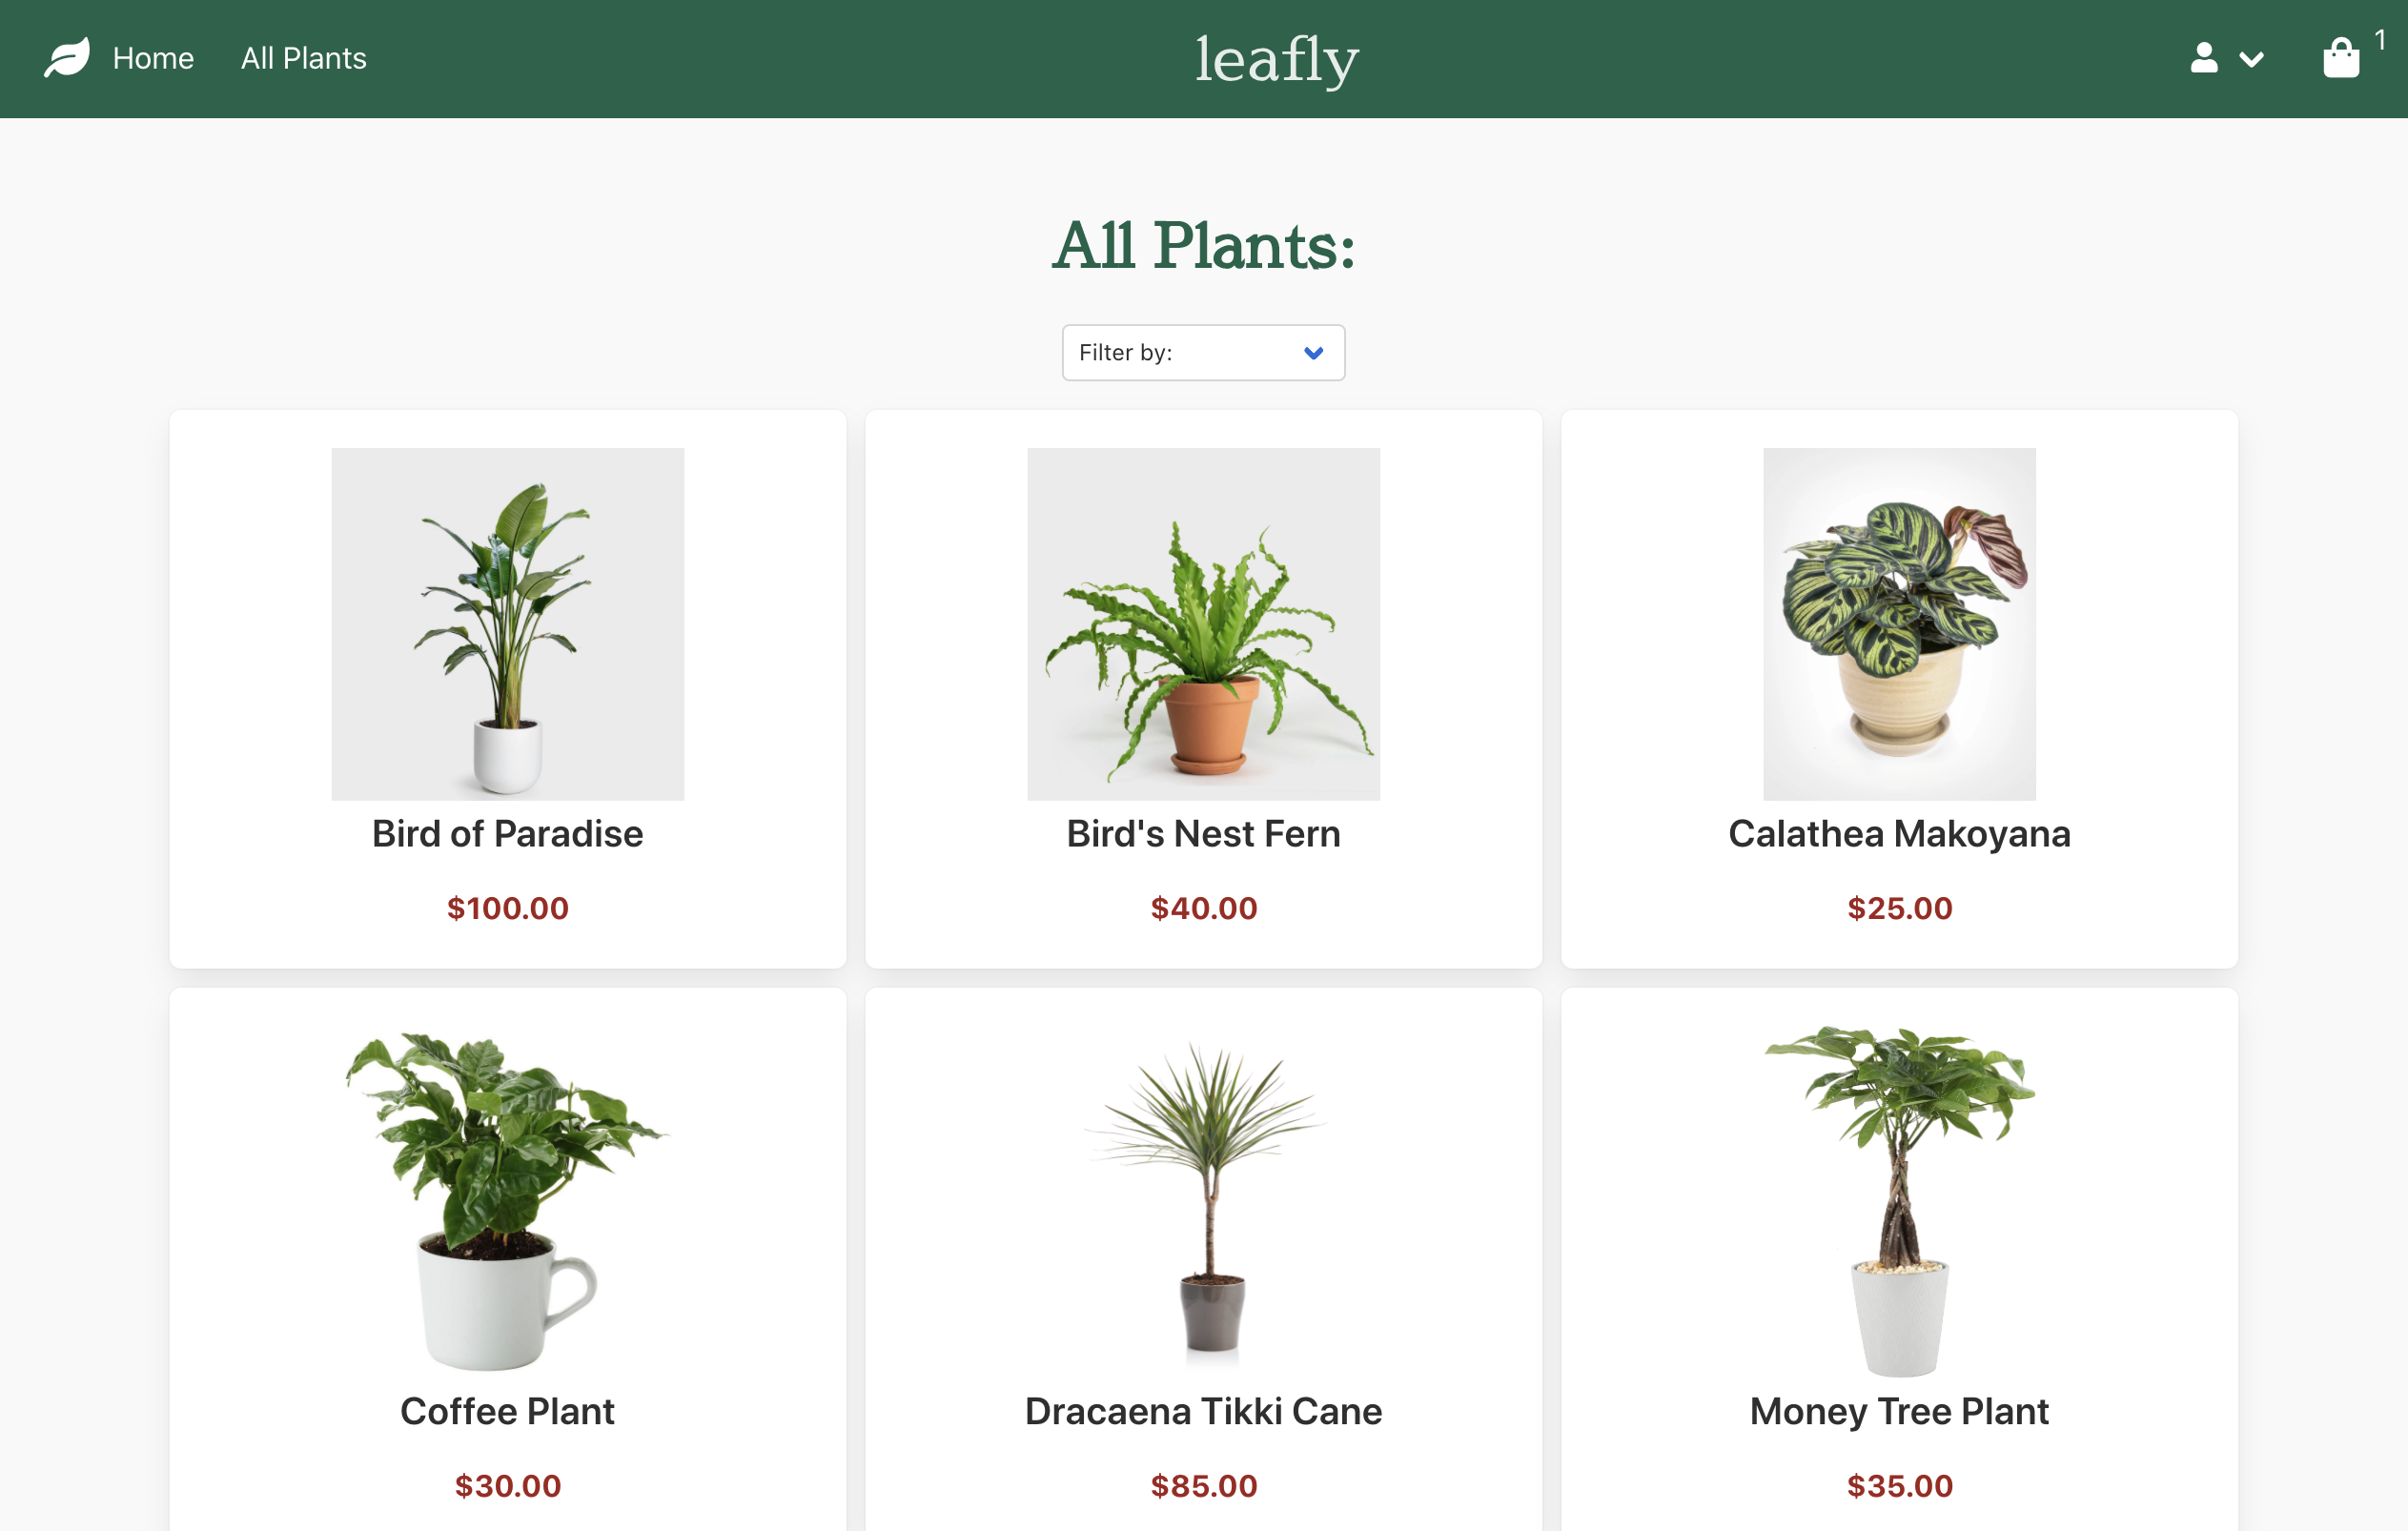 Home
All Plants
leafly
1
All Plants:
Filter by:
Bird of Paradise
$100.00
Bird's Nest Fern
$40.00
Calathea Makoyana
$25.00
Coffee Plant
$30.00
Dracaena Tikki Cane
$85.00
Money Tree Plant
$35.00